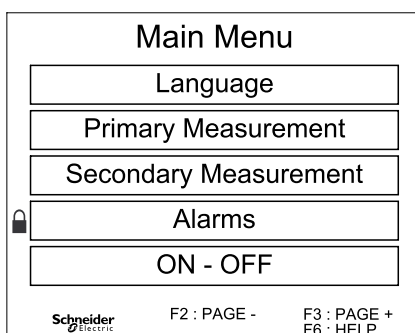 Main Menu
Language
Primary Measurement
Secondary Measurement
Alarms
ON - OFF
Schneider
Electric
F2 : PAGE -
F3 : PAGE +
F6 : HELP